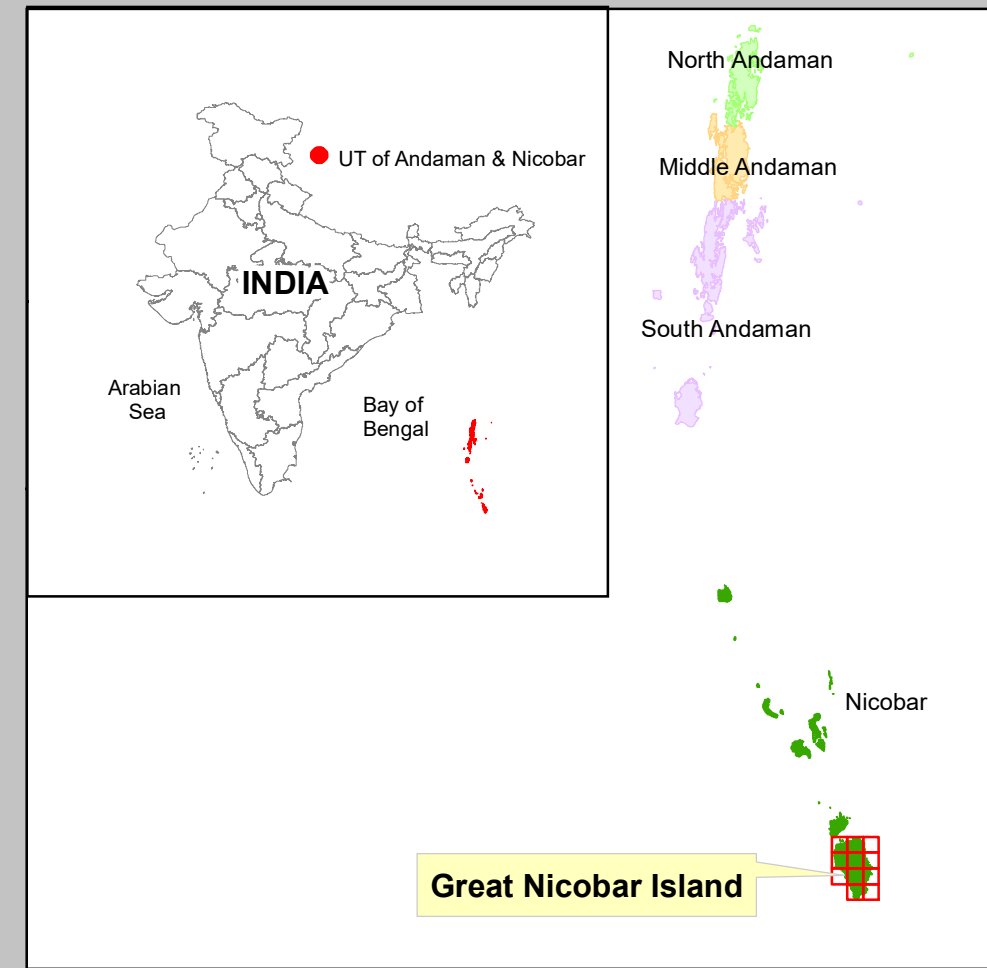 North Andaman
UT of Andaman & Nicobar
Middle Andaman
INDIA
South Andaman
Arabian
Sea
Bay of
Bengal
Nicobar
Great Nicobar Island